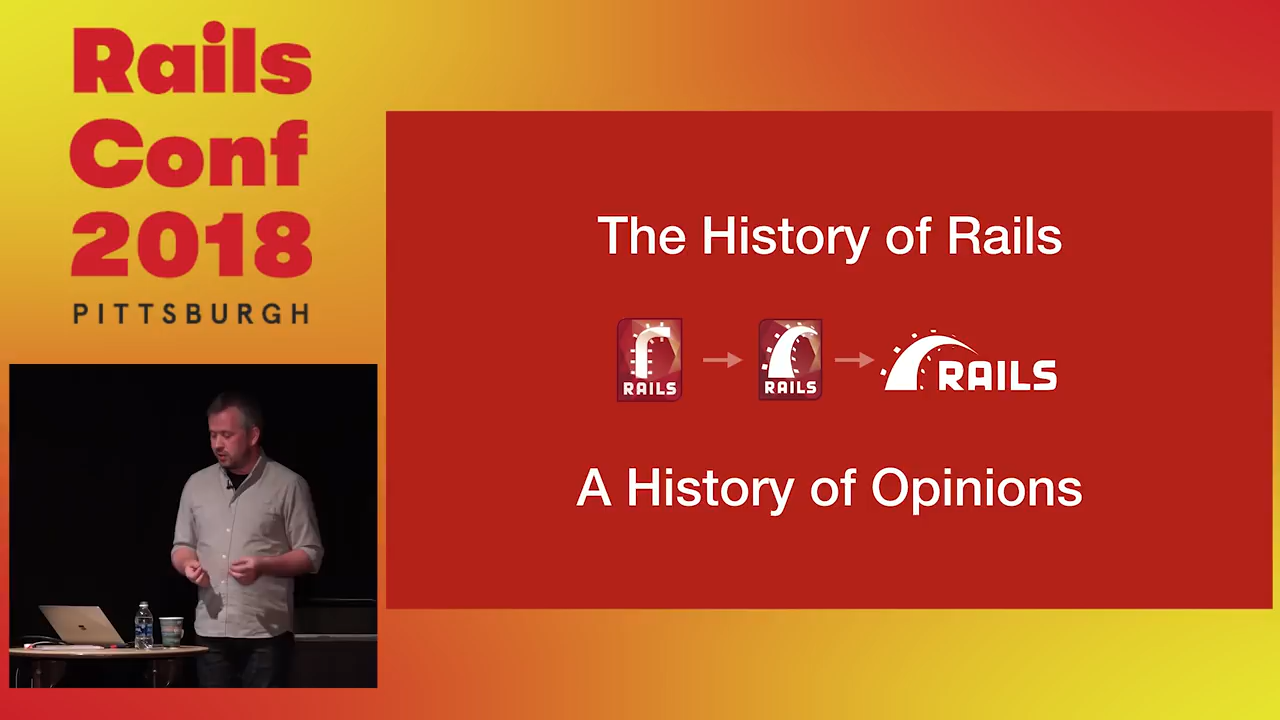 Rails
Conf
2018
PITTSBURGH
The History of Rails
RAILS
RAILS
RAILS
A History of Opinions